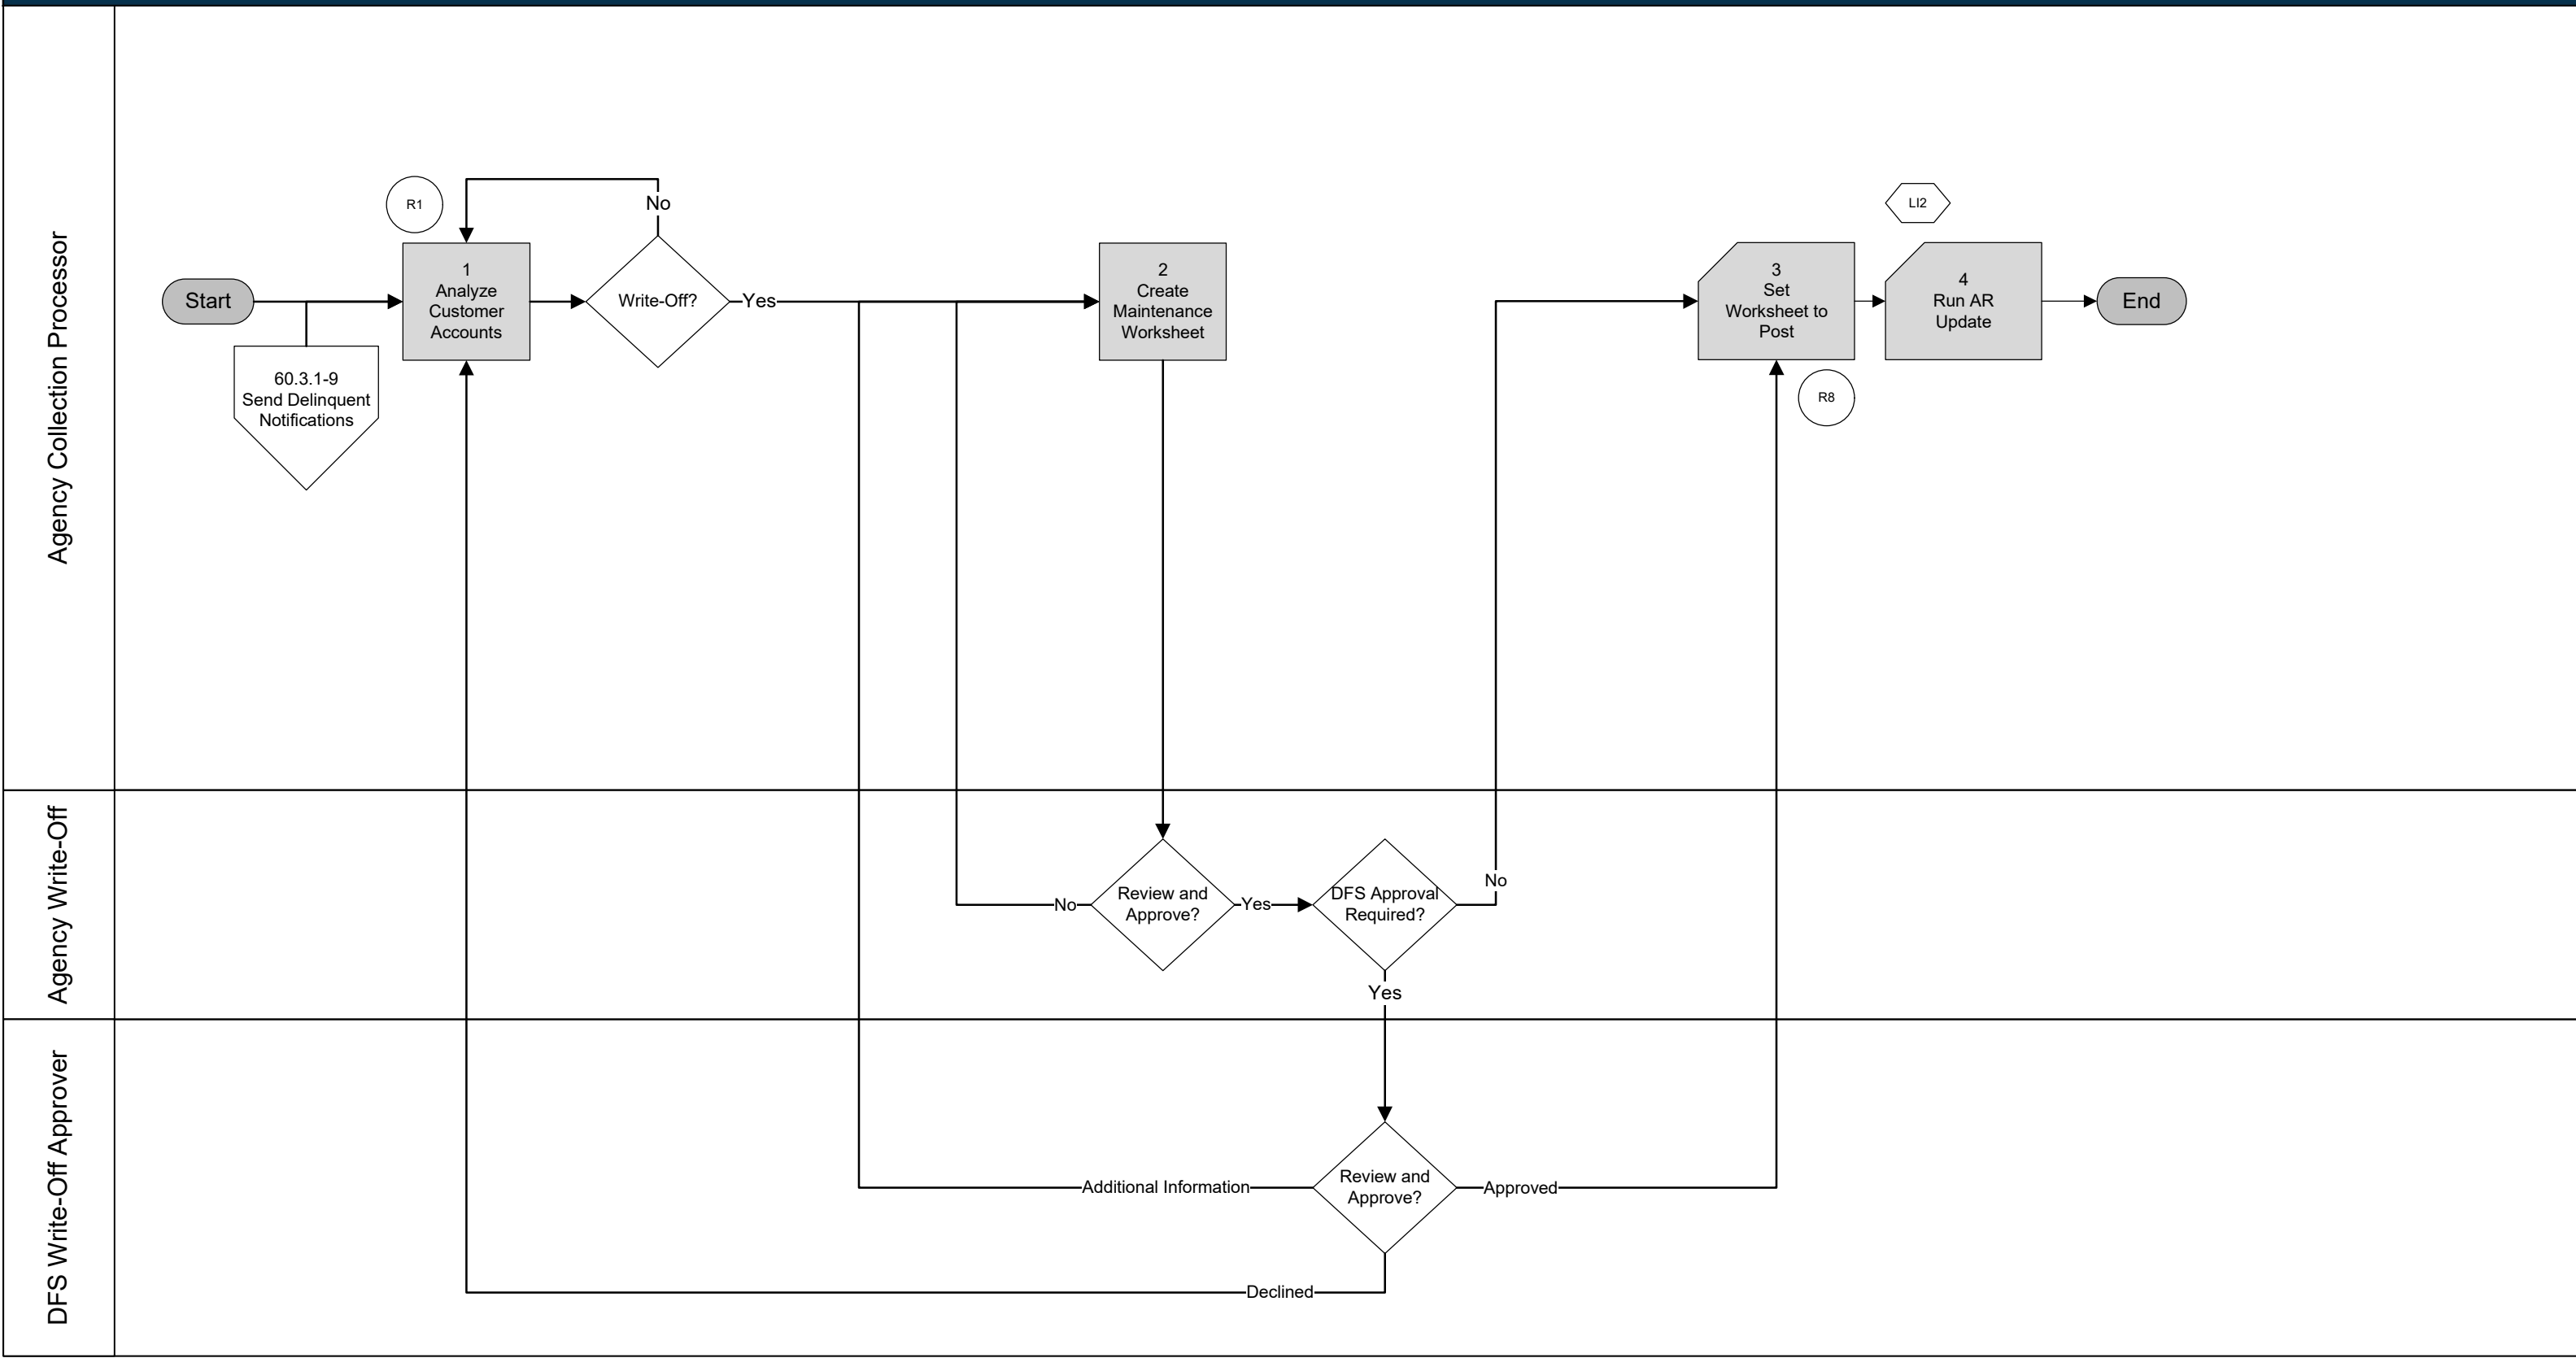 Agency Collection Processor
R1
No
LI2
Start
1
Analyze
Customer
Accounts
Write-Off?
Yes
2
Create
Maintenance
Worksheet
3
Set
Worksheet to
Post
4
Run AR
Update
End
60.3.1-9
Send Delinquent
Notifications
R8
Agency Write-Off
No
Review and
Approve?
Yes
DFS Approval
Required?
No
Yes
DFS Write-Off Approver
Additional Information
Review and
Approve?
Approved
Declined